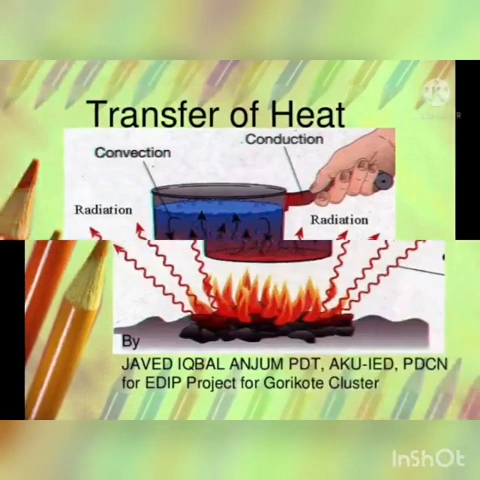 Transfer of Heat
Conduction
Convection
Radiation
Radiation
By
JAVED IQBAL ANJUM PDT, AKU-IED, PDCN
for EDIP Project for Gorikote Cluster
InShOt